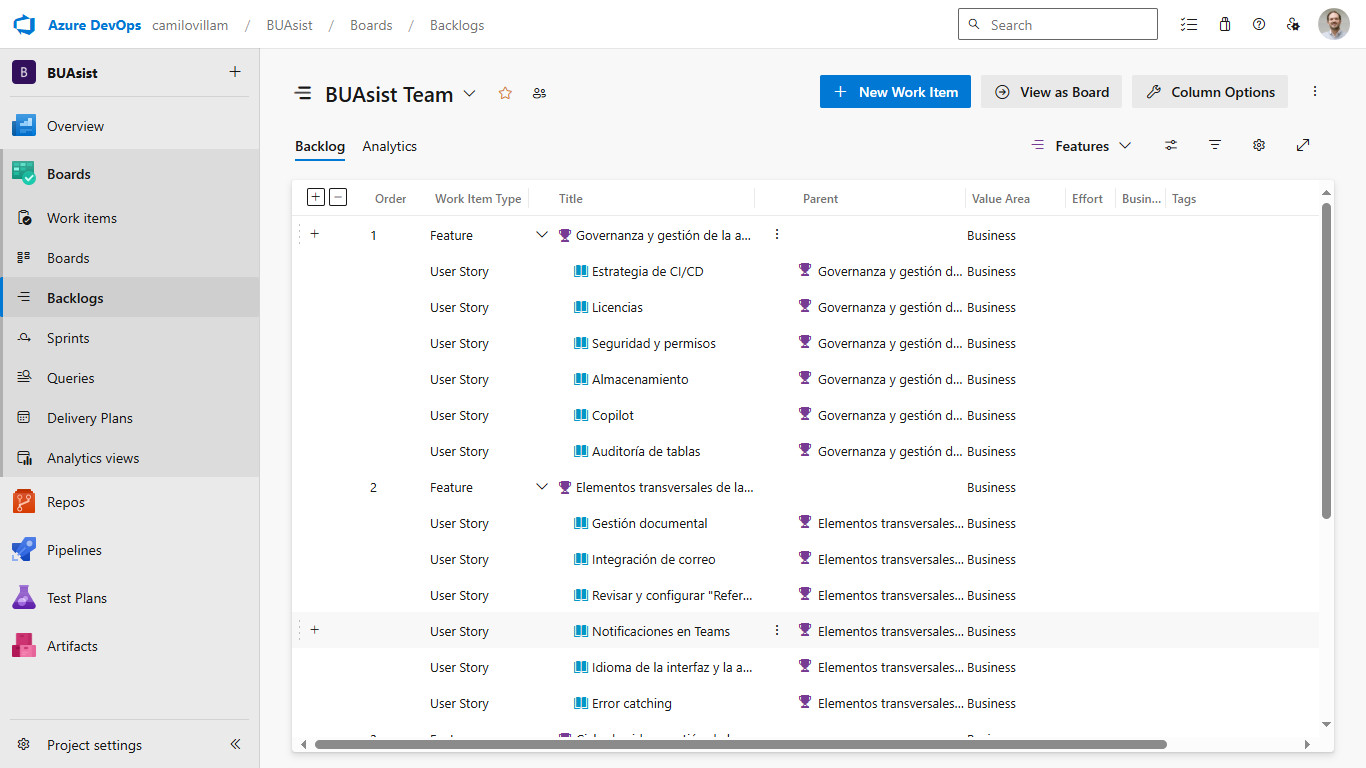 Azure DevOps camilovillam / BUAsist / Boards / Backlogs Search
B BUAsist
BUAsist Team New Work Item View as Board Column Options
Overview
Backlog Analytics Features
Boards
Work items
Boards
Backlogs
Sprints
Queries
Delivery Plans
Analytics views
Repos
Pipelines
Test Plans
Artifacts
Project settings
Order Work Item Type Title Parent Value Area Effort Busin... Tags
1 Feature Governanza y gestión de la a... Business
User Story Estrategia de CI/CD Governanza y gestión d... Business
User Story Licencias Governanza y gestión d... Business
User Story Seguridad y permisos Governanza y gestión d... Business
User Story Almacenamiento Governanza y gestión d... Business
User Story Copilot Governanza y gestión d... Business
User Story Auditoría de tablas Governanza y gestión d... Business
2 Feature Elementos transversales de la... Business
User Story Gestión documental Elementos transversales... Business
User Story Integración de correo Elementos transversales... Business
User Story Revisar y configurar "Refer... Elementos transversales... Business
User Story Notificaciones en Teams Elementos transversales... Business
User Story Idioma de la interfaz y la a... Elementos transversales... Business
User Story Error catching Elementos transversales... Business